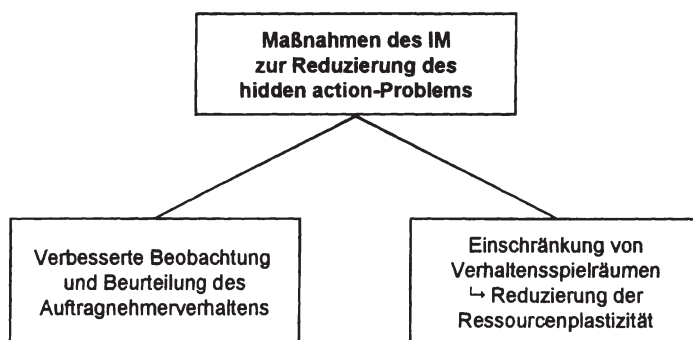 Maßnahmen des IM
zur Reduzierung des
hidden action-Problems
Verbesserte Beobachtung
und Beurteilung des
Auftragnehmerverhaltens
Einschränkung von
Verhaltensspielräumen
↳ Reduzierung der
Ressourcenplastizität